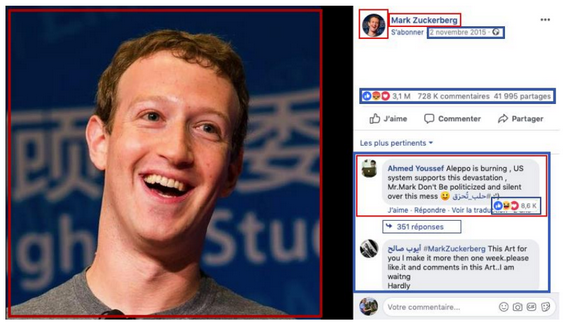 顾
委
gh Stud
Mark Zuckerberg
S'abonner
2 novembre 2015 ·
3,1 M 728 K commentaires 41 995 partages
J'aime Commenter Partager
Les plus pertinents
Ahmed Youssef Aleppo is burning , US
system supports this devastation ,
Mr.Mark Don't Be politicized and silent
over this mess 😛 #حلب_تُحرَق
J'aime · Répondre · Voir la tradu
8,6 K
351 réponses
أيوب صالح #MarkZuckerberg This Art for
you I make it more then one week.please
like.it and comments in this Art..I am
waitng
Hardly
Votre commentaire...